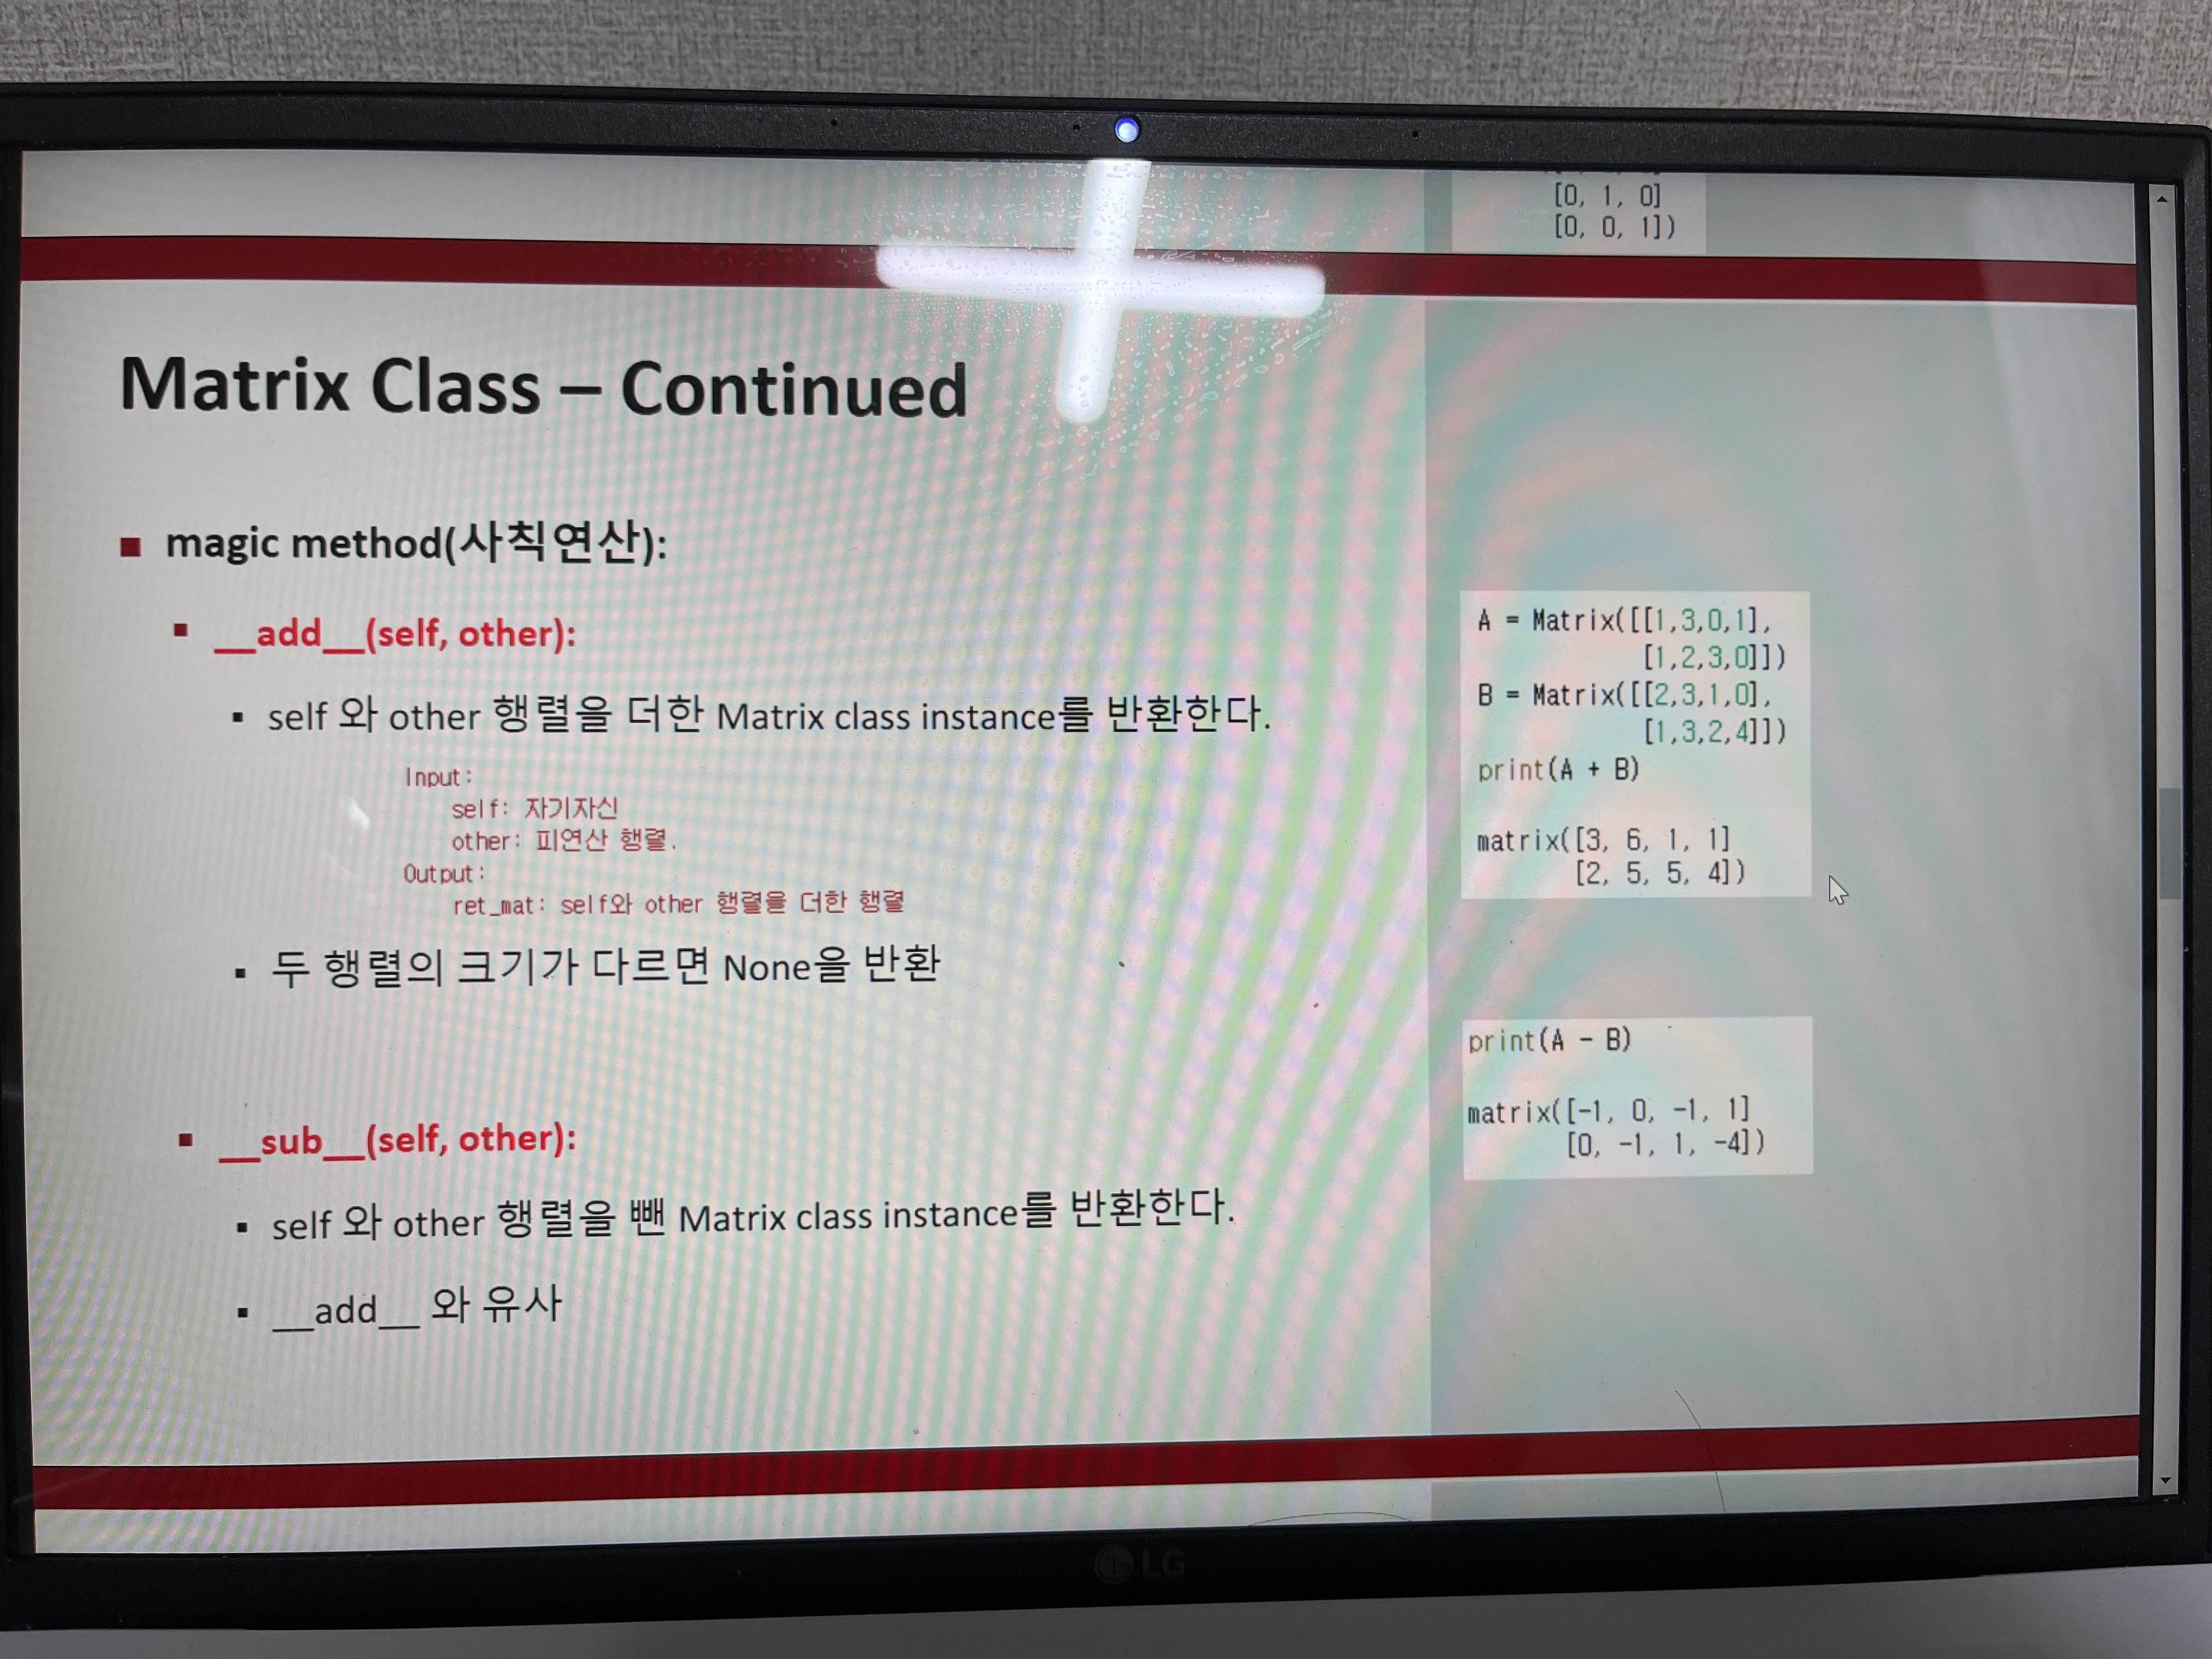 [0, 1, 0]
[0, 0, 1])
Matrix Class – Continued
magic method(사칙연산):
__add__(self, other):
self 와 other 행렬을 더한 Matrix class instance를 반환한다.
Input:
self: 자기자신
other: 피연산 행렬.
Output:
ret_mat: self와 other 행렬을 더한 행렬
두 행렬의 크기가 다르면 None을 반환
__sub__(self, other):
self 와 other 행렬을 뺀 Matrix class instance를 반환한다.
__add__ 와 유사
A = Matrix([[1,3,0,1],
[1,2,3,0]])
B = Matrix([[2,3,1,0],
[1,3,2,4]])
print(A + B)
matrix([3, 6, 1, 1]
[2, 5, 5, 4])
print(A - B)
matrix([-1, 0, -1, 1]
[0, -1, 1, -4])
LG